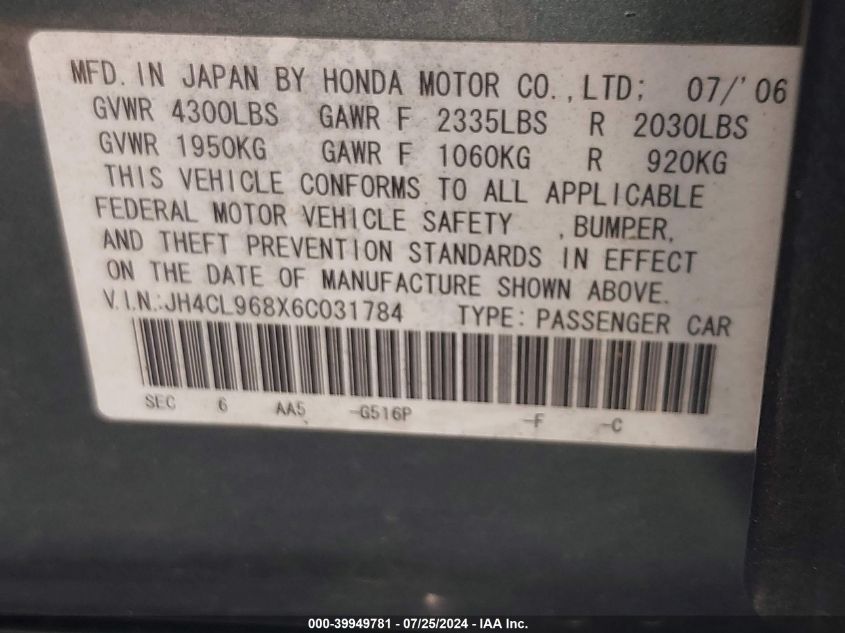 MFD. IN JAPAN BY HONDA MOTOR CO.,LTD; 07/'06
GVWR 4300LBS GAWR F 2335LBS R 2030LBS
GVWR 1950KG GAWR F 1060KG R 920KG
THIS VEHICLE CONFORMS TO ALL APPLICABLE
FEDERAL MOTOR VEHICLE SAFETY , BUMPER,
AND THEFT PREVENTION STANDARDS IN EFFECT
ON THE DATE OF MANUFACTURE SHOWN ABOVE.
V.I.N.:JH4CL968X6C031784 TYPE: PASSENGER CAR
SEC 6 AA5 -G516P -F -C
000-39949781 - 07/25/2024 - IAA Inc.